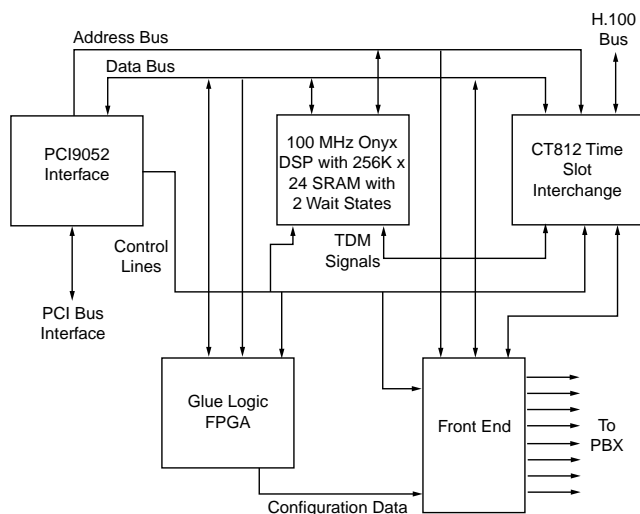 Address Bus
H.100
Bus
Data Bus
PCI9052
Interface
100 MHz Onyx
DSP with 256K x
24 SRAM with
2 Wait States
CT812 Time
Slot
Interchange
Control
Lines
TDM
Signals
PCI Bus
Interface
Glue Logic
FPGA
Front End
To
PBX
Configuration Data